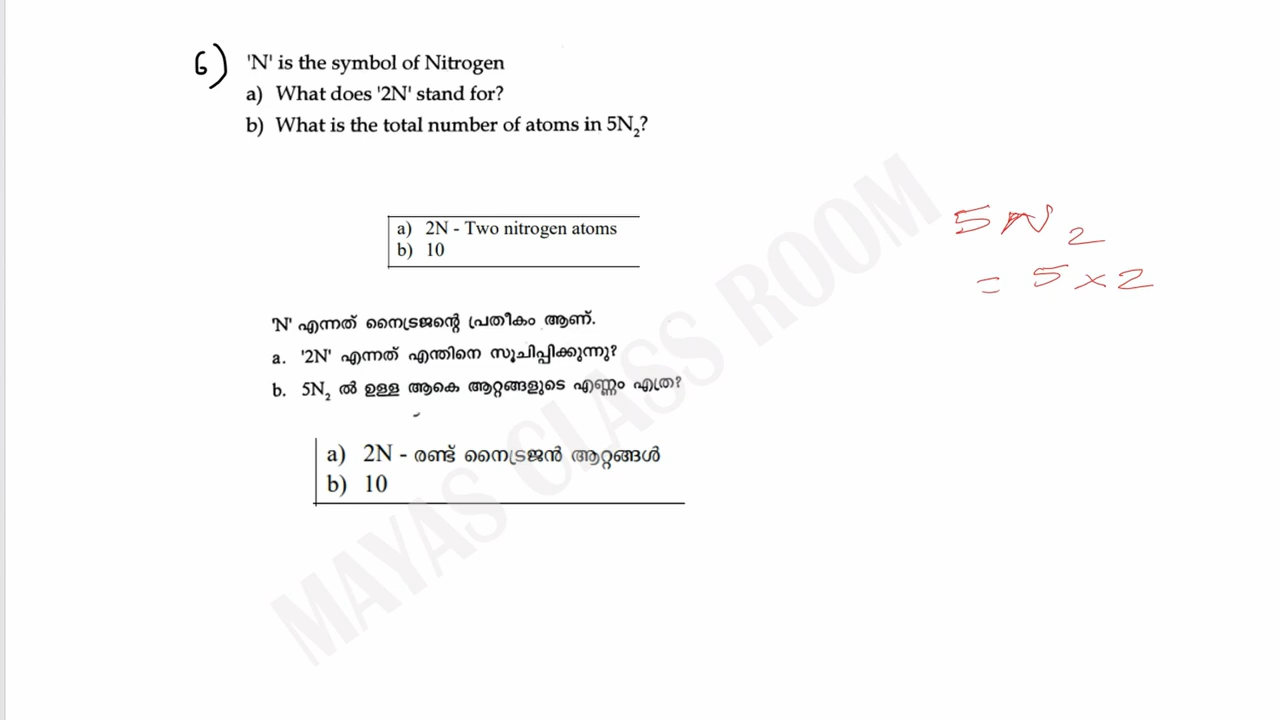 6) 'N' is the symbol of Nitrogen
a) What does '2N' stand for?
b) What is the total number of atoms in 5N₂?
a) 2N - Two nitrogen atoms
b) 10
5N₂
= 5×2
'N' എന്നത് നൈട്രജന്റെ പ്രതീകം ആണ്.
a. '2N' എന്നത് എന്തിനെ സൂചിപ്പിക്കുന്നു?
b. 5N₂ ൽ ഉള്ള ആകെ ആറ്റങ്ങളുടെ എണ്ണം എത്ര?
a) 2N - രണ്ട് നൈട്രജൻ ആറ്റങ്ങൾ
b) 10
MAYAS CLASS ROOM